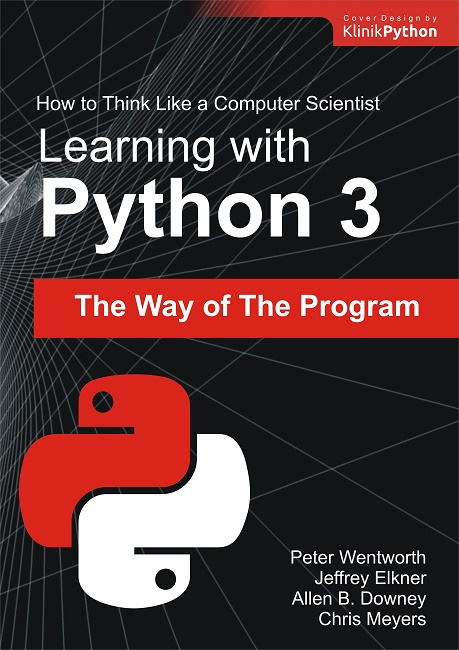 Cover Design by
KlinikPython
How to Think Like a Computer Scientist
Learning with
Python 3
The Way of The Program
Peter Wentworth
Jeffrey Elkner
Allen B. Downey
Chris Meyers